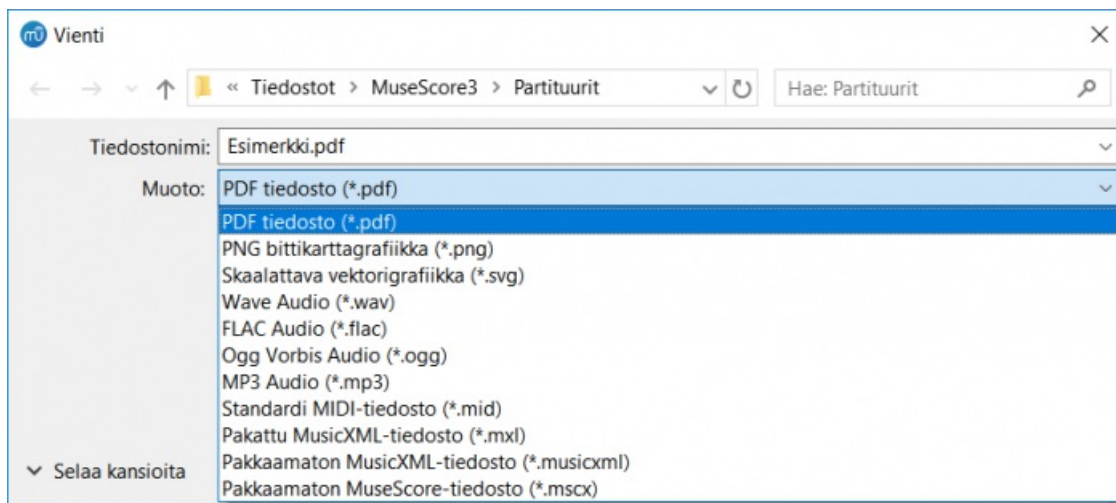 Vienti
« Tiedostot > MuseScore3 > Partituurit Hae: Partituurit
Tiedostonimi: Esimerkki.pdf
Muoto: PDF tiedosto (*.pdf)
PDF tiedosto (*.pdf)
PNG bittikarttagrafiikka (*.png)
Skaalattava vektorigrafiikka (*.svg)
Wave Audio (*.wav)
FLAC Audio (*.flac)
Ogg Vorbis Audio (*.ogg)
MP3 Audio (*.mp3)
Standardi MIDI-tiedosto (*.mid)
Pakattu MusicXML-tiedosto (*.mxl)
Pakkaamaton MusicXML-tiedosto (*.musicxml)
Selaa kansioita
Pakkaamaton MuseScore-tiedosto (*.mscx)